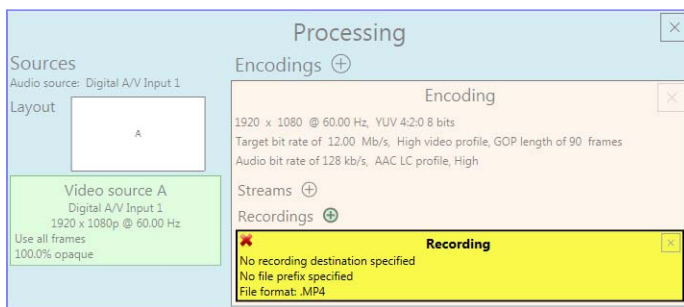 Processing
Sources
Audio source: Digital A/V Input 1
Layout
A
Video source A
Digital A/V Input 1
1920 x 1080p @ 60.00 Hz
Use all frames
100.0% opaque
Encodings
Encoding
1920 x 1080 @ 60.00 Hz, YUV 4:2:0 8 bits
Target bit rate of 12.00 Mb/s, High video profile, GOP length of 90 frames
Audio bit rate of 128 kb/s, AAC LC profile, High
Streams
Recordings
Recording
No recording destination specified
No file prefix specified
File format: .MP4